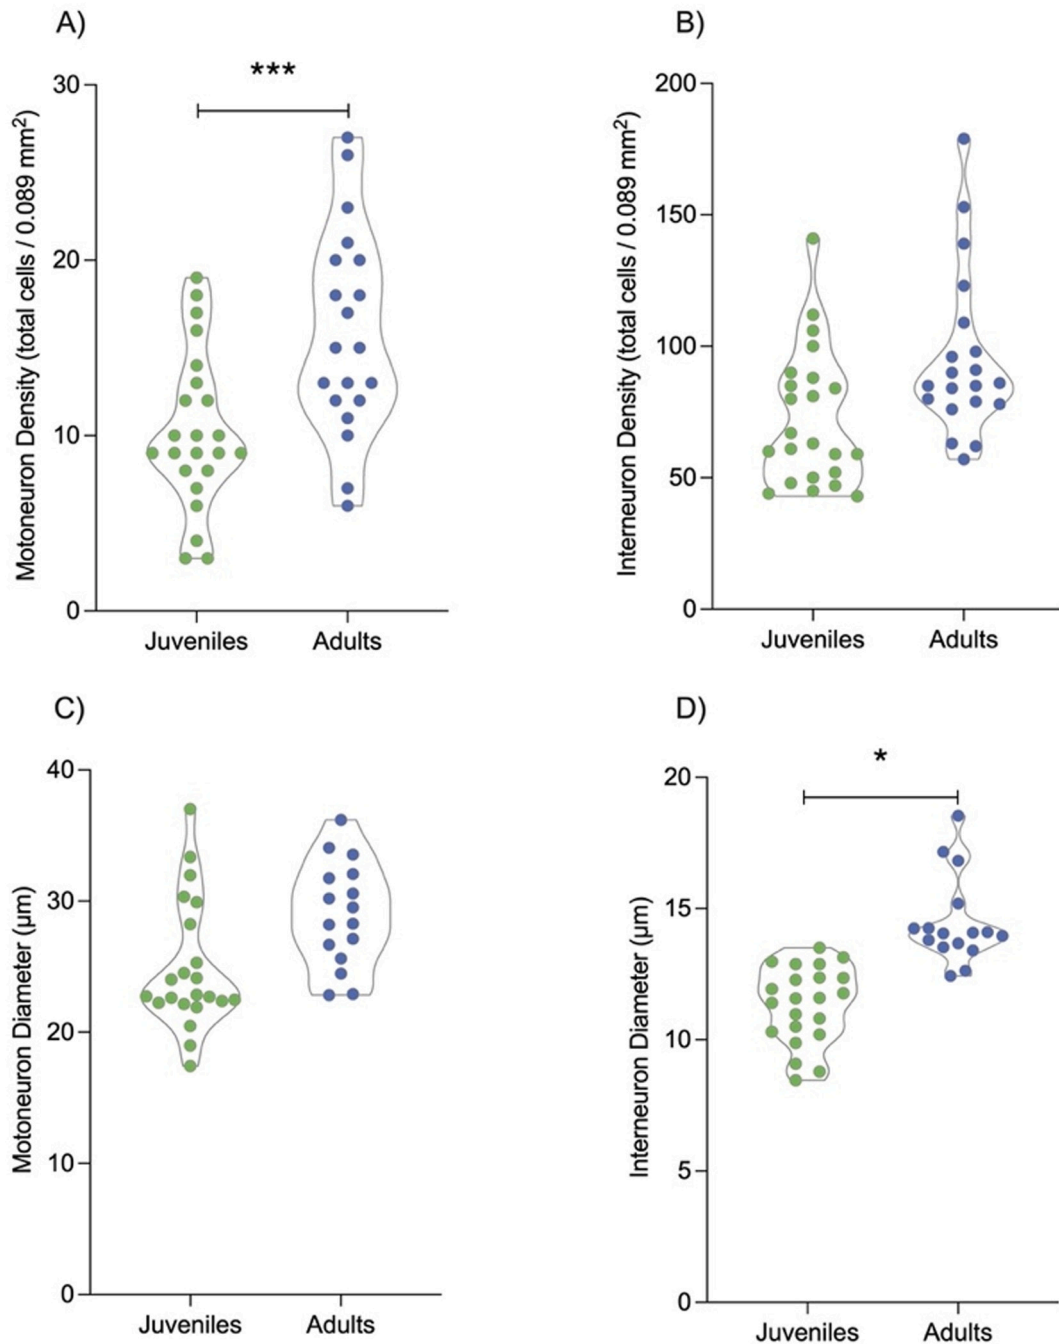 A)
***
Motoneuron Density (total cells / 0.089 mm²)
30
20
10
0
Juveniles
Adults
B)
Interneuron Density (total cells / 0.089 mm²)
200
150
100
50
0
Juveniles
Adults
C)
Motoneuron Diameter (µm)
40
30
20
10
0
Juveniles
Adults
D)
*
Interneuron Diameter (µm)
20
15
10
5
0
Juveniles
Adults